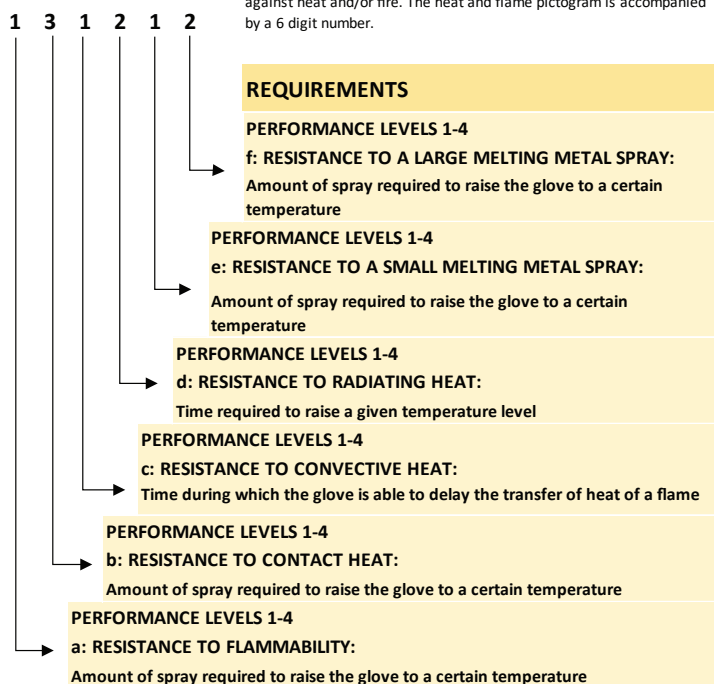 against heat and/or fire. The heat and flame pictogram is accompanied
by a 6 digit number.
1 3 1 2 1 2
REQUIREMENTS
PERFORMANCE LEVELS 1-4
f: RESISTANCE TO A LARGE MELTING METAL SPRAY:
Amount of spray required to raise the glove to a certain
temperature
PERFORMANCE LEVELS 1-4
e: RESISTANCE TO A SMALL MELTING METAL SPRAY:
Amount of spray required to raise the glove to a certain
temperature
PERFORMANCE LEVELS 1-4
d: RESISTANCE TO RADIATING HEAT:
Time required to raise a given temperature level
PERFORMANCE LEVELS 1-4
c: RESISTANCE TO CONVECTIVE HEAT:
Time during which the glove is able to delay the transfer of heat of a flame
PERFORMANCE LEVELS 1-4
b: RESISTANCE TO CONTACT HEAT:
Amount of spray required to raise the glove to a certain temperature
PERFORMANCE LEVELS 1-4
a: RESISTANCE TO FLAMMABILITY:
Amount of spray required to raise the glove to a certain temperature